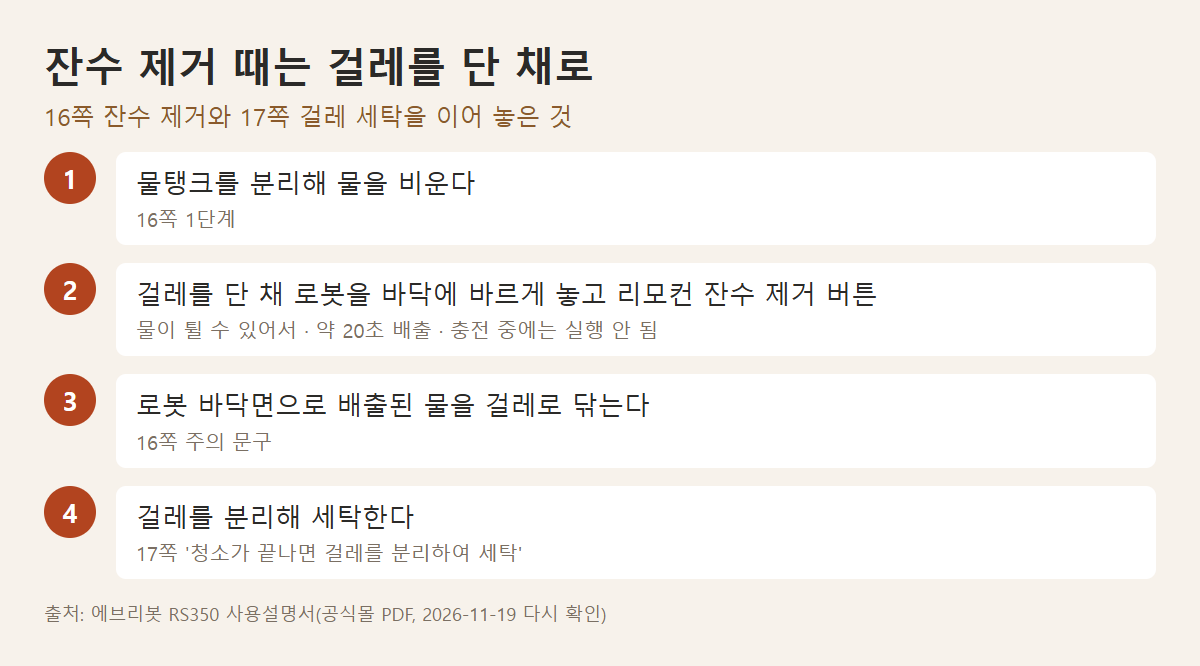 잔수 제거 때는 걸레를 단 채로
16쪽 잔수 제거와 17쪽 걸레 세탁을 이어 놓은 것
1
물탱크를 분리해 물을 비운다
16쪽 1단계
2
걸레를 단 채 로봇을 바닥에 바르게 놓고 리모컨 잔수 제거 버튼
물이 튈 수 있어서 · 약 20초 배출 · 충전 중에는 실행 안 됨
3
로봇 바닥면으로 배출된 물을 걸레로 닦는다
16쪽 주의 문구
4
걸레를 분리해 세탁한다
17쪽 '청소가 끝나면 걸레를 분리하여 세탁'
출처: 에브리봇 RS350 사용설명서(공식몰 PDF, 2026-11-19 다시 확인)